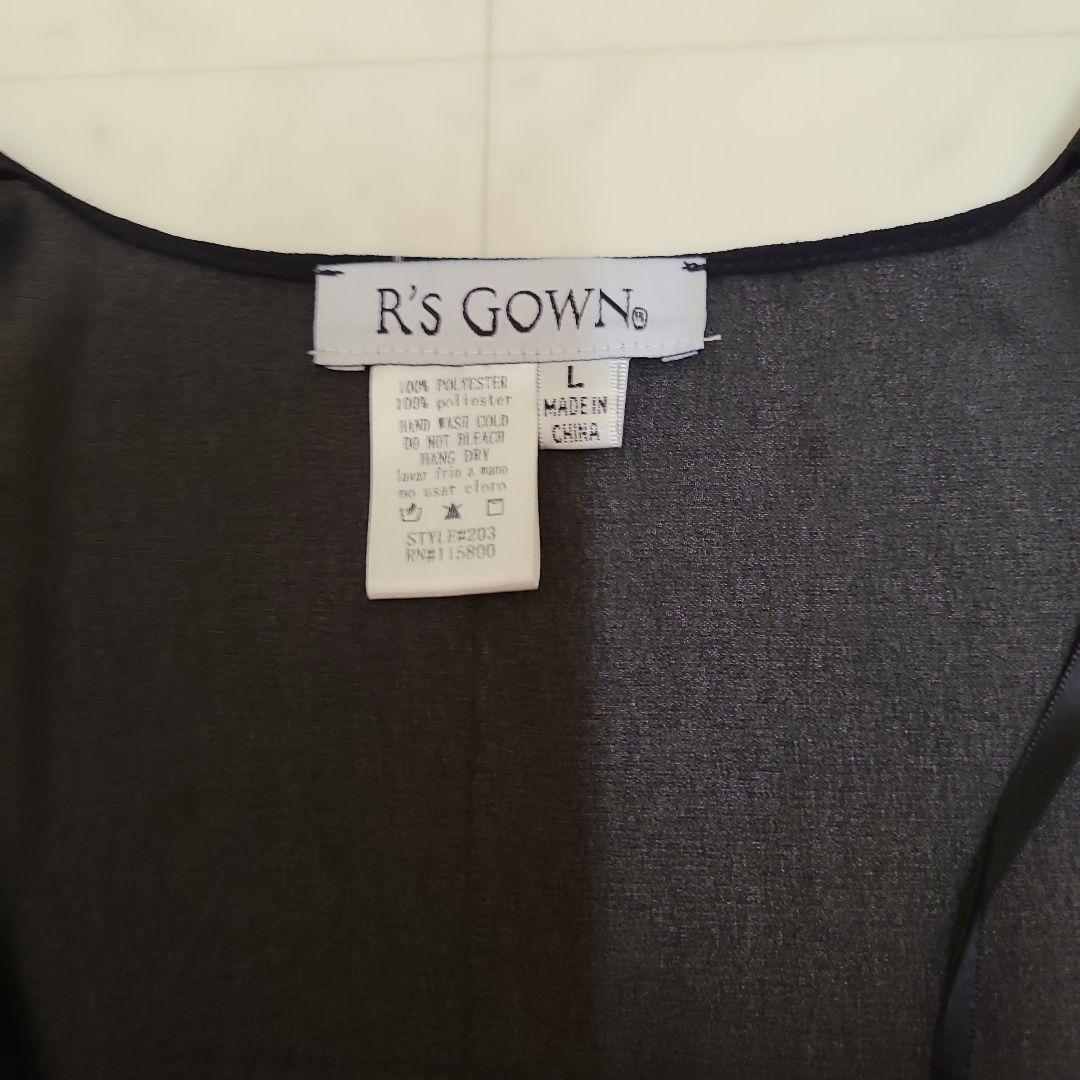 R'S GOWN®
100% POLYESTER
100% poliester
HAND WASH COLD
DO NOT BLEACH
HANG DRY
lavar frio a mano
no usar cloro
STYLE#203
RN#115800
L
MADE IN
CHINA